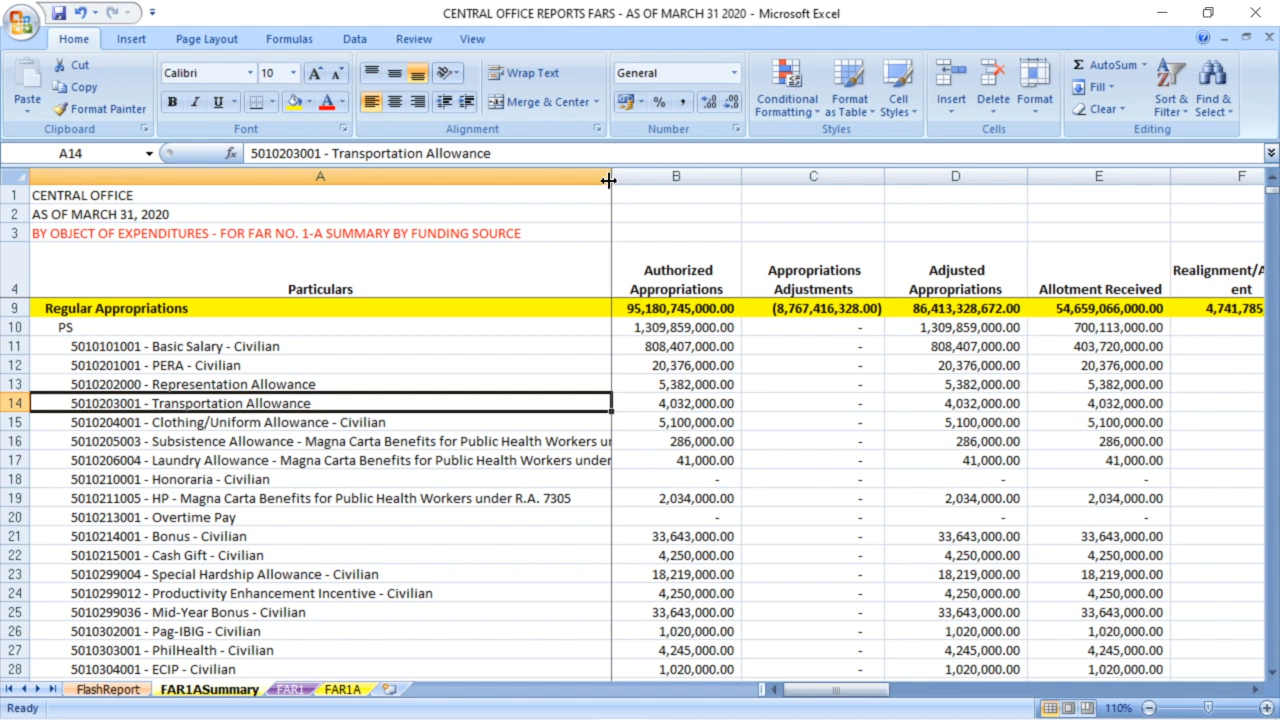 CENTRAL OFFICE REPORTS FARS - AS OF MARCH 31 2020 - Microsoft Excel
Home Insert Page Layout Formulas Data Review View
Paste
Cut
Copy
Format Painter
Clipboard
Calibri 10
B I U
Font
Wrap Text
Merge & Center
Alignment
General
% ,
Number
Conditional Formatting
Format as Table
Cell Styles
Styles
Insert Delete Format
Cells
Σ AutoSum
Fill
Clear
Sort & Filter
Find & Select
Editing
A14 fx 5010203001 - Transportation Allowance
A B C D E F
1 CENTRAL OFFICE
2 AS OF MARCH 31, 2020
3 BY OBJECT OF EXPENDITURES - FOR FAR NO. 1-A SUMMARY BY FUNDING SOURCE
4 Particulars Authorized Appropriations Appropriations Adjustments Adjusted Appropriations Allotment Received Realignment/A ent
9 Regular Appropriations 95,180,745,000.00 (8,767,416,328.00) 86,413,328,672.00 54,659,066,000.00 4,741,785,
10 PS 1,309,859,000.00 - 1,309,859,000.00 700,113,000.00
11 5010101001 - Basic Salary - Civilian 808,407,000.00 - 808,407,000.00 403,720,000.00
12 5010201001 - PERA - Civilian 20,376,000.00 - 20,376,000.00 20,376,000.00
13 5010202000 - Representation Allowance 5,382,000.00 - 5,382,000.00 5,382,000.00
14 5010203001 - Transportation Allowance 4,032,000.00 - 4,032,000.00 4,032,000.00
15 5010204001 - Clothing/Uniform Allowance - Civilian 5,100,000.00 - 5,100,000.00 5,100,000.00
16 5010205003 - Subsistence Allowance - Magna Carta Benefits for Public Health Workers ur 286,000.00 - 286,000.00 286,000.00
17 5010206004 - Laundry Allowance - Magna Carta Benefits for Public Health Workers under 41,000.00 - 41,000.00 41,000.00
18 5010210001 - Honoraria - Civilian - - - -
19 5010211005 - HP - Magna Carta Benefits for Public Health Workers under R.A. 7305 2,034,000.00 - 2,034,000.00 2,034,000.00
20 5010213001 - Overtime Pay - - - -
21 5010214001 - Bonus - Civilian 33,643,000.00 - 33,643,000.00 33,643,000.00
22 5010215001 - Cash Gift - Civilian 4,250,000.00 - 4,250,000.00 4,250,000.00
23 5010299004 - Special Hardship Allowance - Civilian 18,219,000.00 - 18,219,000.00 18,219,000.00
24 5010299012 - Productivity Enhancement Incentive - Civilian 4,250,000.00 - 4,250,000.00 4,250,000.00
25 5010299036 - Mid-Year Bonus - Civilian 33,643,000.00 - 33,643,000.00 33,643,000.00
26 5010302001 - Pag-IBIG - Civilian 1,020,000.00 - 1,020,000.00 1,020,000.00
27 5010303001 - PhilHealth - Civilian 4,245,000.00 - 4,245,000.00 4,245,000.00
28 5010304001 - ECIP - Civilian 1,020,000.00 - 1,020,000.00 1,020,000.00
FlashReport FAR1ASummary FAR1 FAR1A
Ready 110%